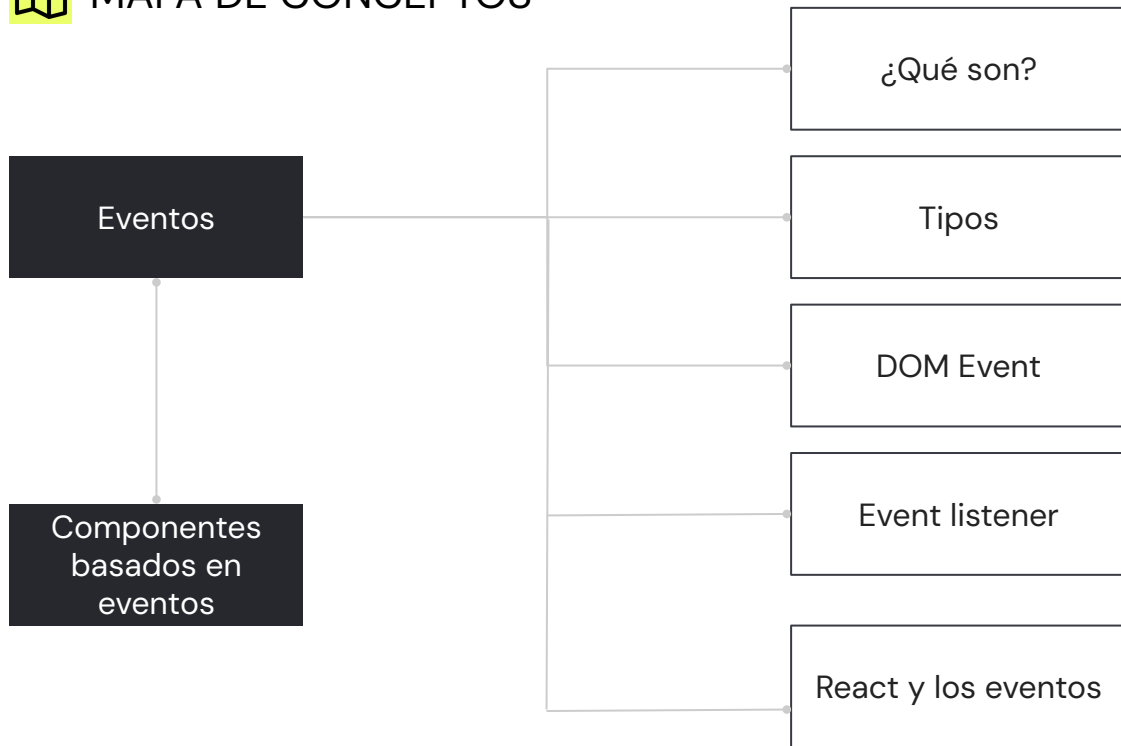 MAPA DE CONCEPTOS
¿Qué son?
Eventos
Tipos
DOM Event
Event listener
Componentes
basados en
eventos
React y los eventos